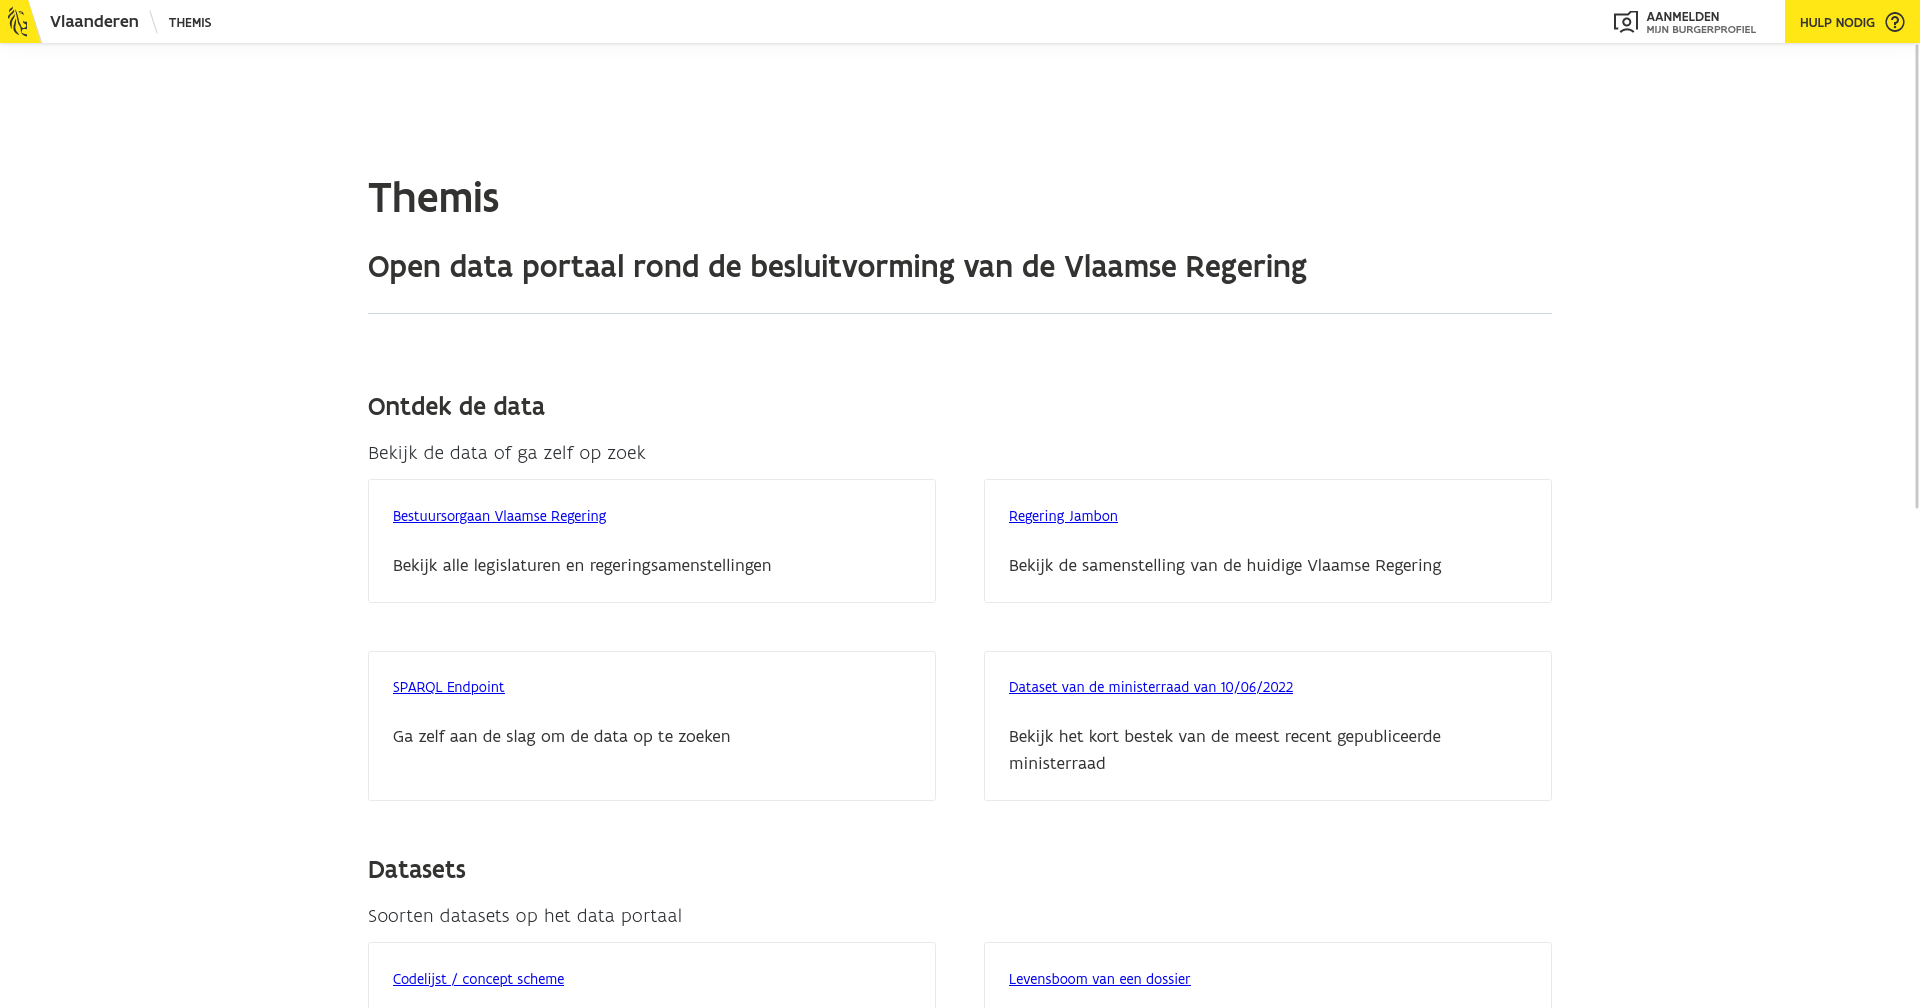 Vlaanderen
THEMIS
AANMELDEN
MIJN BURGERPROFIEL
HULP NODIG
Themis
Open data portaal rond de besluitvorming van de Vlaamse Regering
Ontdek de data
Bekijk de data of ga zelf op zoek
Bestuursorgaan Vlaamse Regering
Bekijk alle legislaturen en regeringsamenstellingen
Regering Jambon
Bekijk de samenstelling van de huidige Vlaamse Regering
SPARQL Endpoint
Ga zelf aan de slag om de data op te zoeken
Dataset van de ministerraad van 10/06/2022
Bekijk het kort bestek van de meest recent gepubliceerde
ministerraad
Datasets
Soorten datasets op het data portaal
Codelijst / concept scheme
Levensboom van een dossier